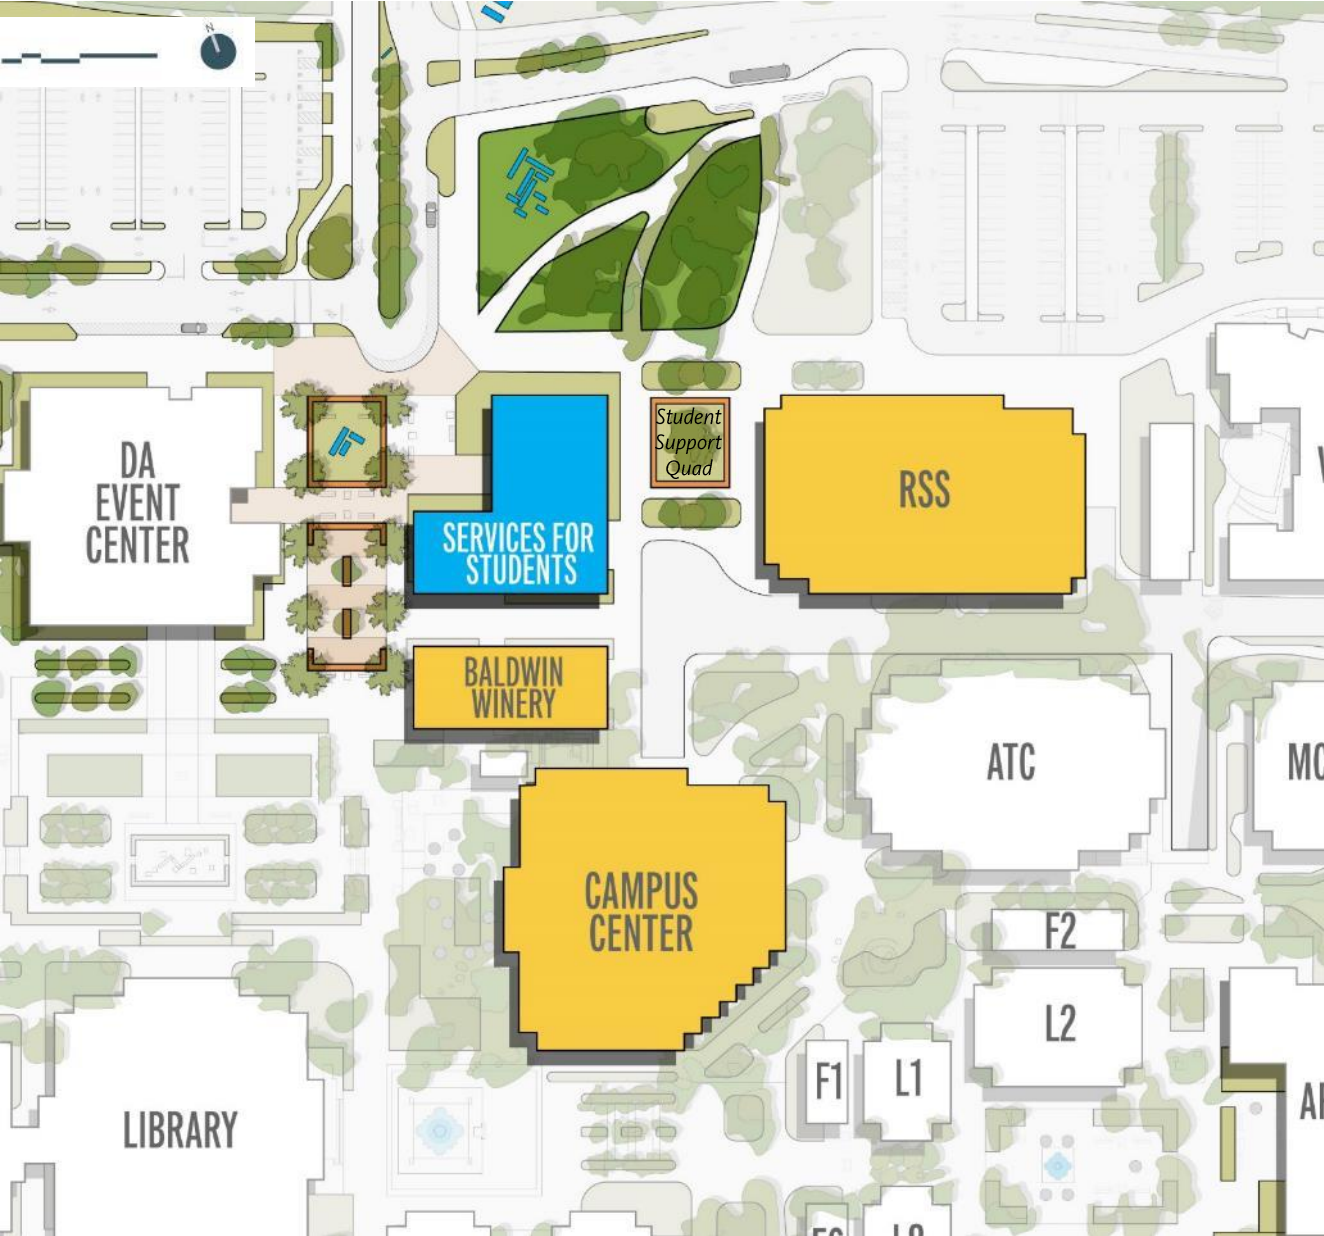 N
DA
EVENT
CENTER
Student
Support
Quad
RSS
SERVICES FOR
STUDENTS
BALDWIN
WINERY
ATC
CAMPUS
CENTER
F2
L2
F1
L1
LIBRARY